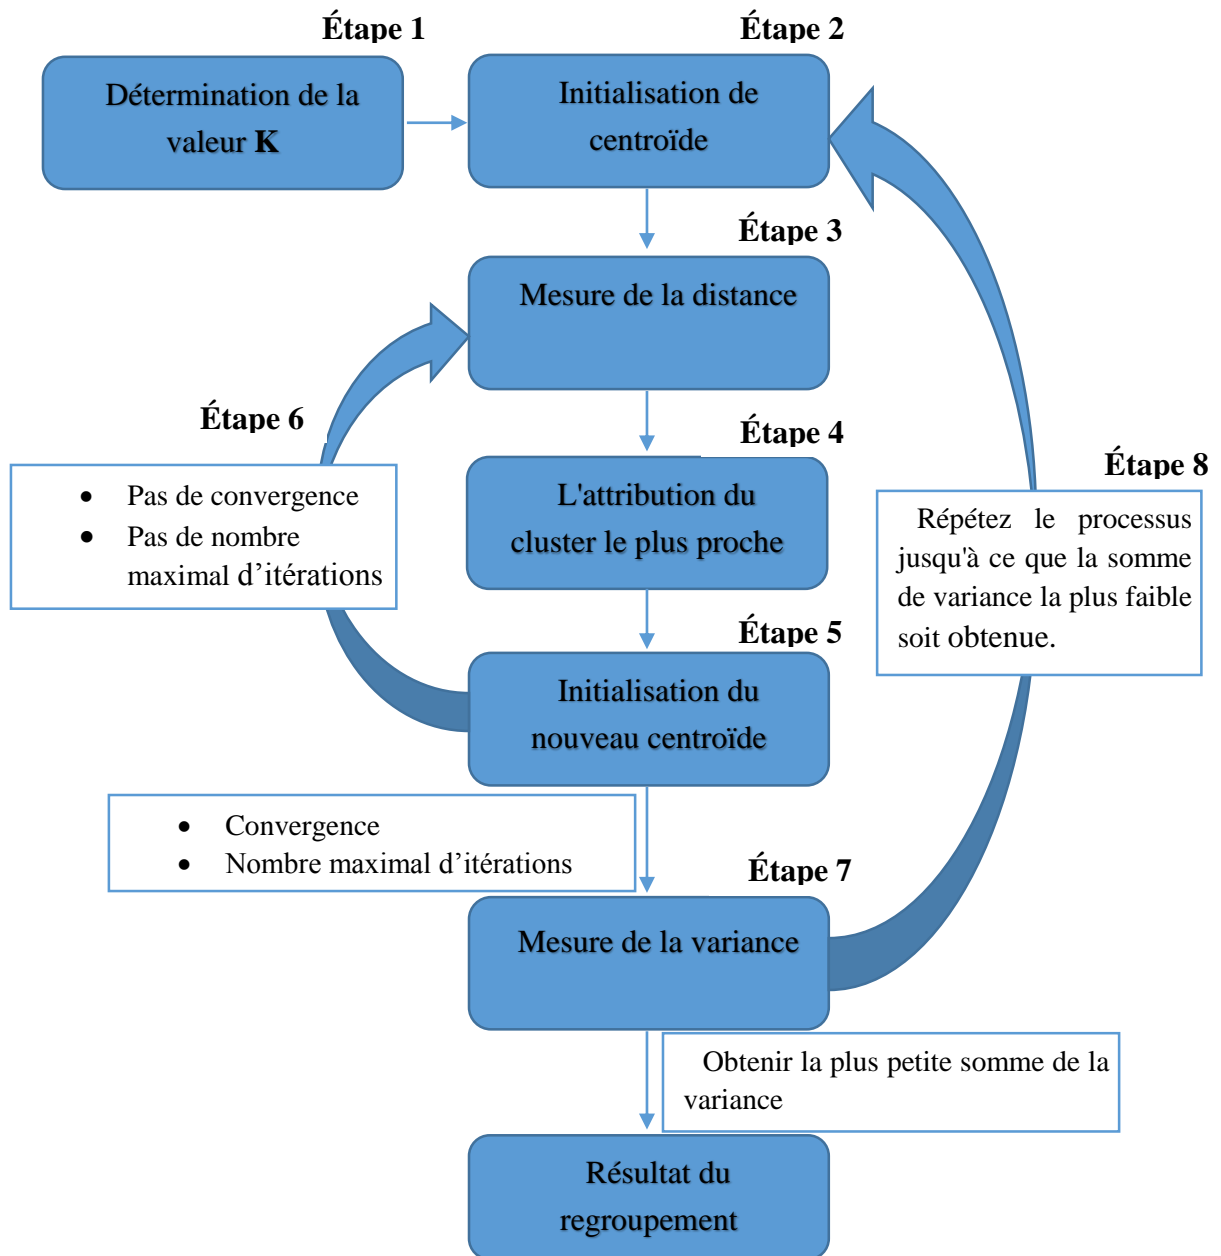 Étape 1
Détermination de la
valeur K
Étape 2
Initialisation de
centroïde
Étape 3
Mesure de la distance
Étape 4
L'attribution du
cluster le plus proche
Étape 5
Initialisation du
nouveau centroïde
Étape 6
• Pas de convergence
• Pas de nombre
maximal d’itérations
• Convergence
• Nombre maximal d’itérations
Étape 7
Mesure de la variance
Étape 8
Répétez le processus
jusqu'à ce que la somme
de variance la plus faible
soit obtenue.
Obtenir la plus petite somme de la
variance
Résultat du
regroupement